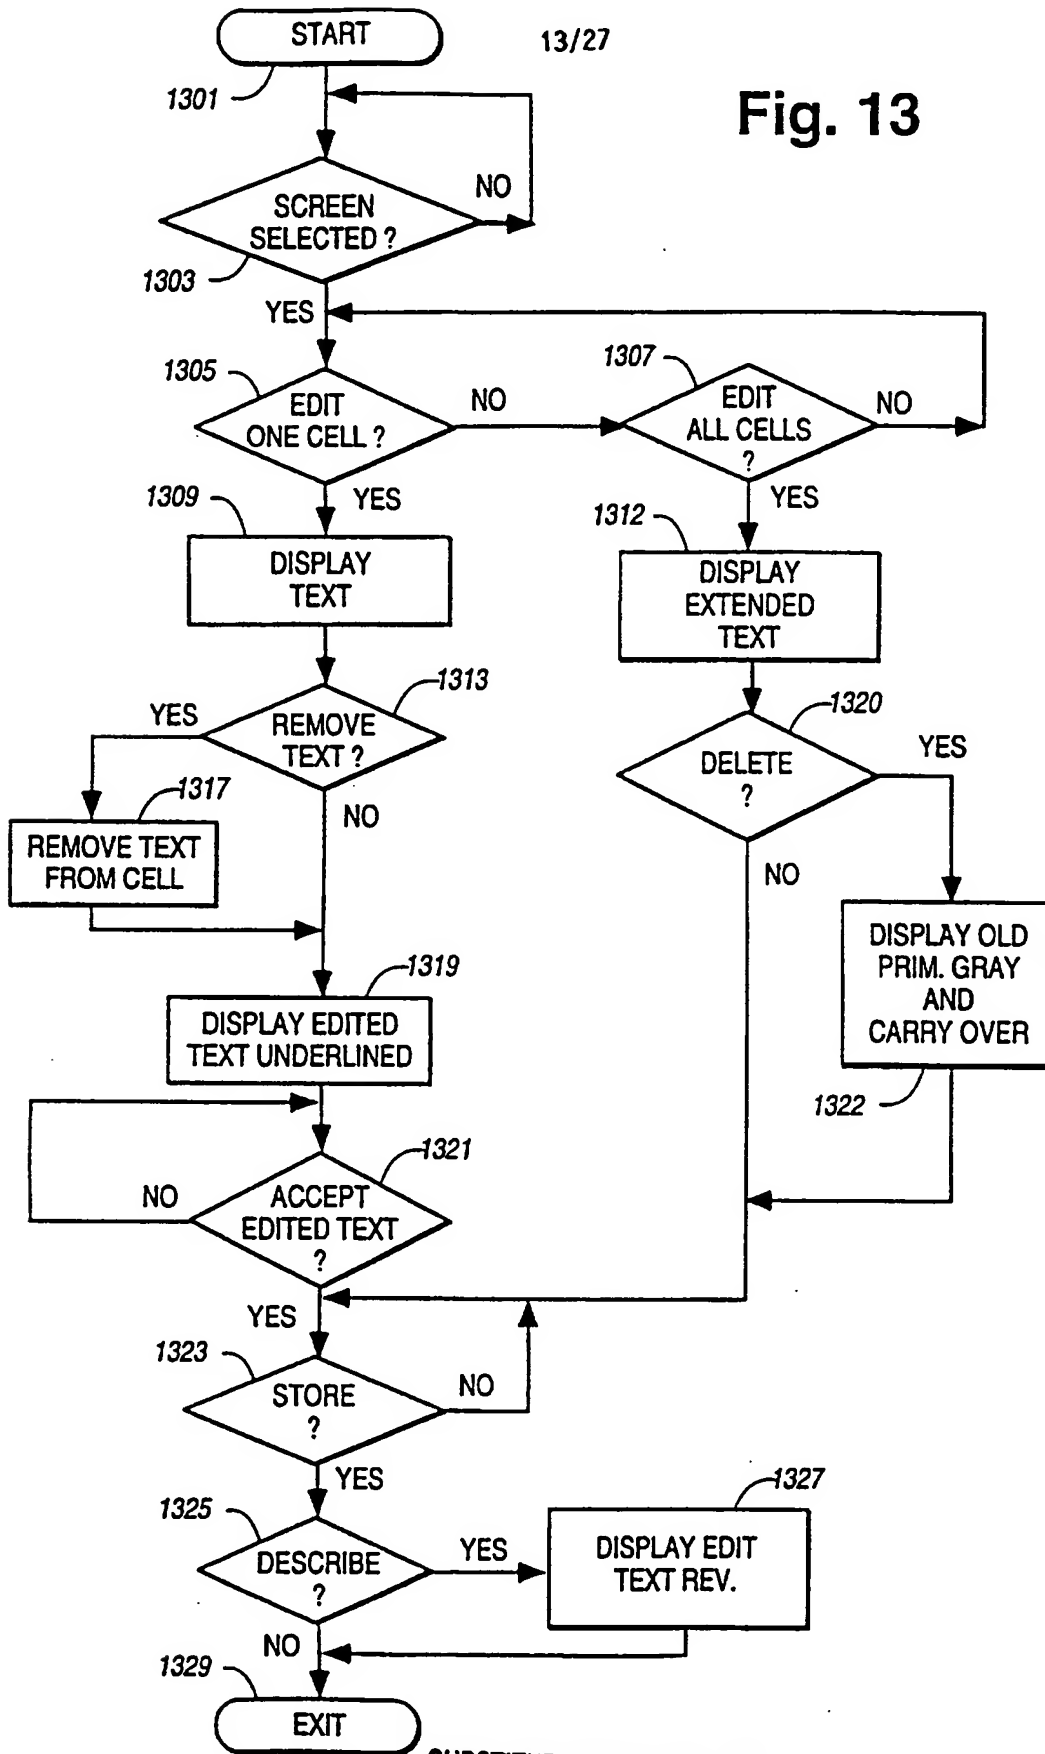 START
13/27
1301
Fig. 13
NO
SCREEN
SELECTED ?
1303
YES
1305
EDIT
ONE CELL ?
NO
1307
EDIT
ALL CELLS
?
NO
YES
1309
DISPLAY
TEXT
YES
1312
DISPLAY
EXTENDED
TEXT
1313
YES
REMOVE
TEXT ?
NO
1317
REMOVE TEXT
FROM CELL
1320
DELETE
?
YES
NO
DISPLAY OLD
PRIM. GRAY
AND
CARRY OVER
1322
1319
DISPLAY EDITED
TEXT UNDERLINED
1321
NO
ACCEPT
EDITED TEXT
?
YES
1323
STORE
?
NO
YES
1325
DESCRIBE
?
YES
1327
DISPLAY EDIT
TEXT REV.
NO
1329
EXIT